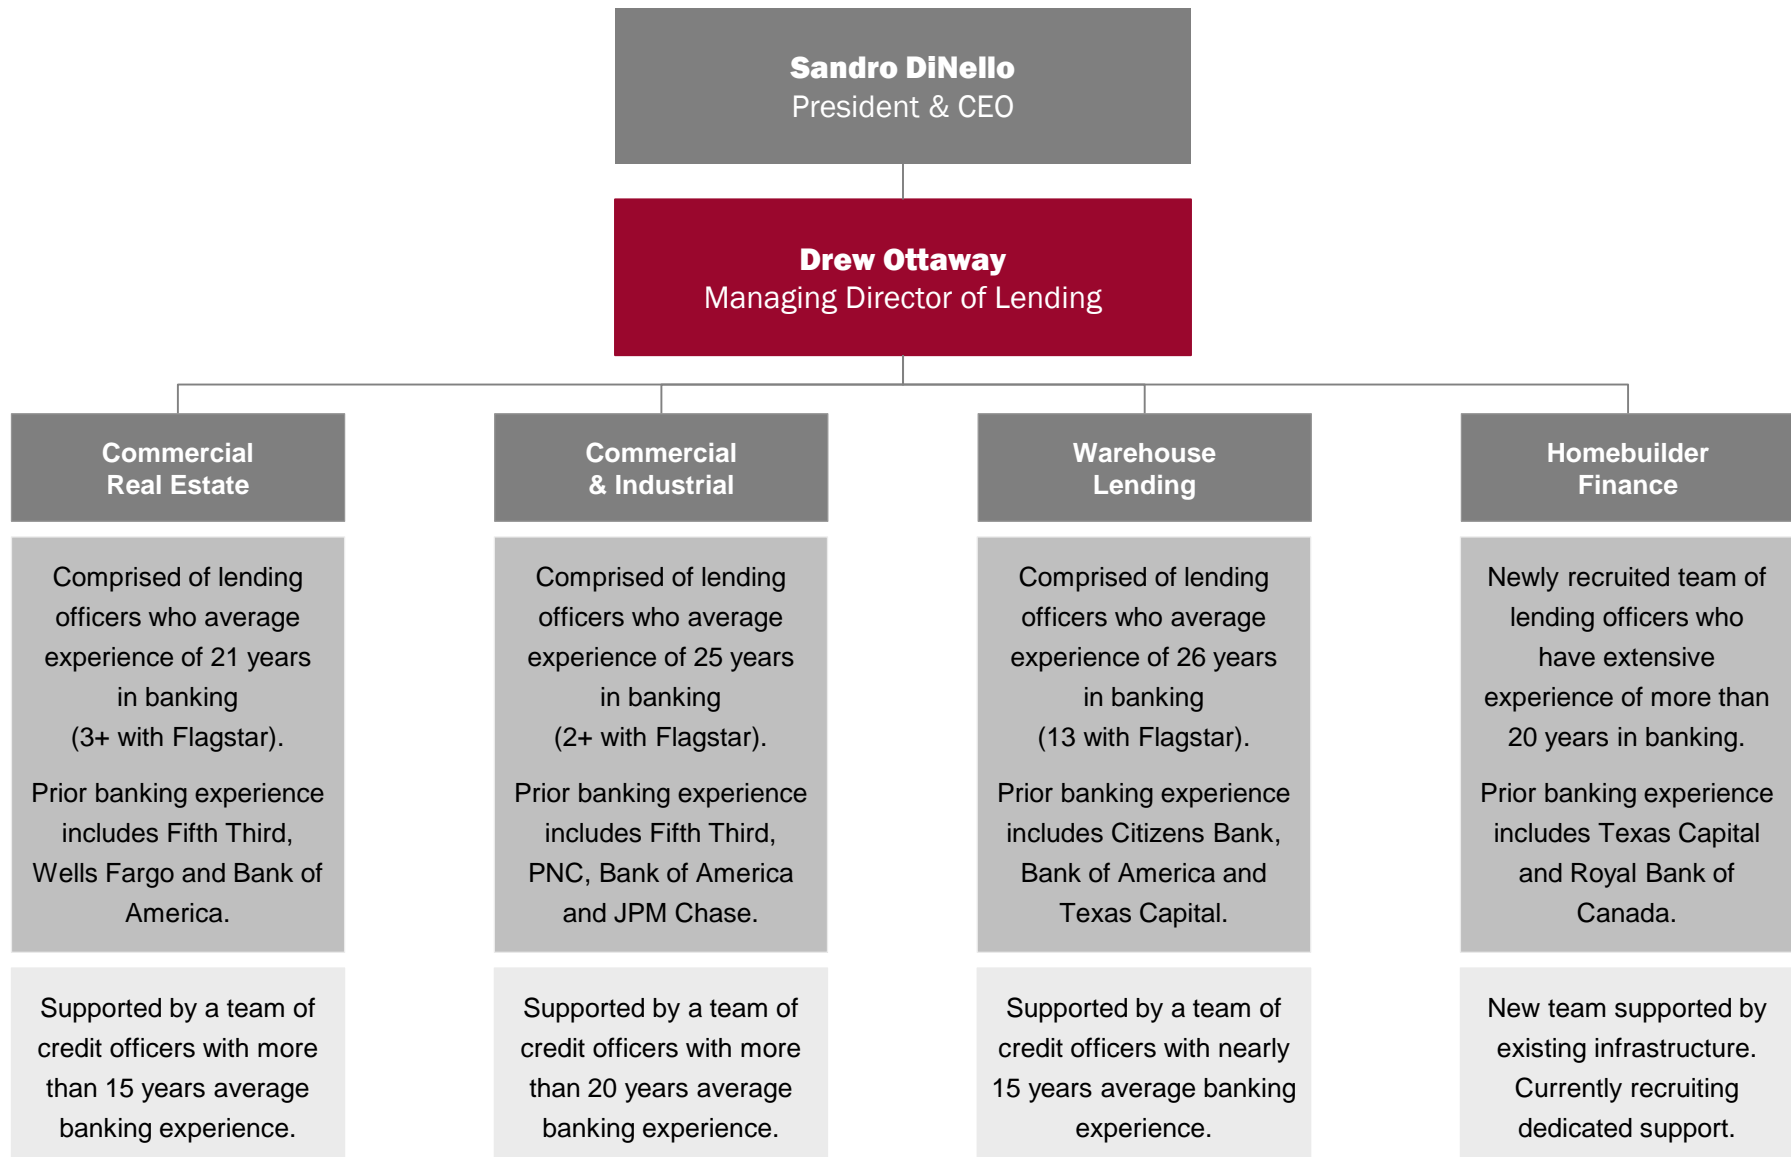 Sandro DiNello
President & CEO
Drew Ottaway
Managing Director of Lending
Commercial
Real Estate
Comprised of lending
officers who average
experience of 21 years
in banking
(3+ with Flagstar).
Prior banking experience
includes Fifth Third,
Wells Fargo and Bank of
America.
Supported by a team of
credit officers with more
than 15 years average
banking experience.
Commercial
& Industrial
Comprised of lending
officers who average
experience of 25 years
in banking
(2+ with Flagstar).
Prior banking experience
includes Fifth Third,
PNC, Bank of America
and JPM Chase.
Supported by a team of
credit officers with more
than 20 years average
banking experience.
Warehouse
Lending
Comprised of lending
officers who average
experience of 26 years
in banking
(13 with Flagstar).
Prior banking experience
includes Citizens Bank,
Bank of America and
Texas Capital.
Supported by a team of
credit officers with nearly
15 years average banking
experience.
Homebuilder
Finance
Newly recruited team of
lending officers who
have extensive
experience of more than
20 years in banking.
Prior banking experience
includes Texas Capital
and Royal Bank of
Canada.
New team supported by
existing infrastructure.
Currently recruiting
dedicated support.